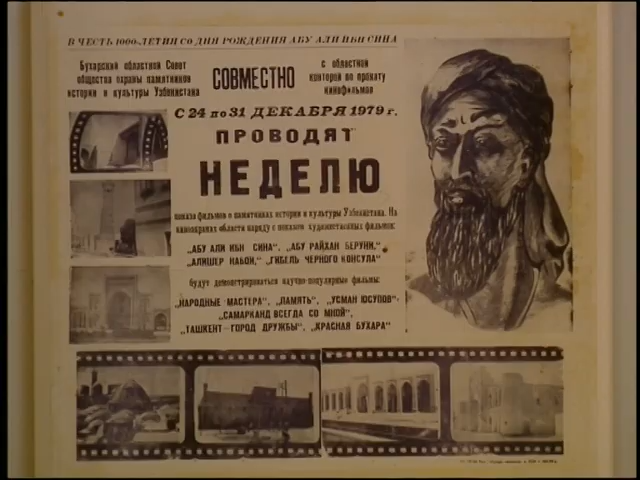 В ЧЕСТЬ 1000-ЛЕТИЯ СО ДНЯ РОЖДЕНИЯ АБУ АЛИ ИБН СИНА
Бухарский областной Совет
общества охраны памятников
истории и культуры Узбекистана
СОВМЕСТНО
с областной
конторой по прокату
кинофильмов
С 24 по 31 ДЕКАБРЯ 1979 г.
ПРОВОДЯТ
НЕДЕЛЮ
показа фильмов о памятниках истории и культуры Узбекистана. На
киноэкранах области наряду с показом художественных фильмов:
„АБУ АЛИ ИБН СИНА“, „АБУ РАЙХАН БЕРУНИ,“
„АЛИШЕР НАВОИ,“ „ГИБЕЛЬ ЧЕРНОГО КОНСУЛА“
будут демонстрироваться научно-популярные фильмы:
„НАРОДНЫЕ МАСТЕРА“, „ПАМЯТЬ“, „УСМАН ЮСУПОВ“
„САМАРКАНД ВСЕГДА СО МНОЙ“,
„ТАШКЕНТ—ГОРОД ДРУЖБЫ“, „КРАСНАЯ БУХАРА“